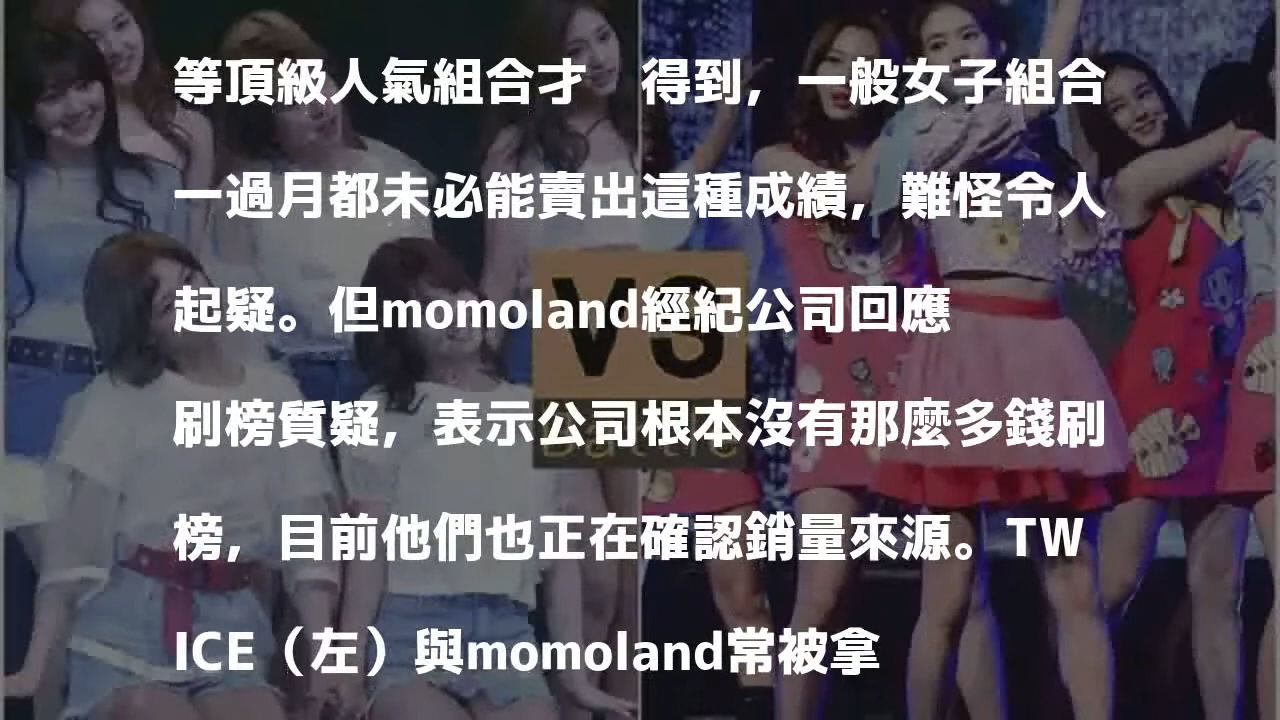 等頂級人氣組合才　得到，一般女子組合
一過月都未必能賣出這種成績，難怪令人
起疑。但momoland經紀公司回應
刷榜質疑，表示公司根本沒有那麼多錢刷
榜，目前他們也正在確認銷量來源。TW
ICE（左）與momoland常被拿
VS
Battle